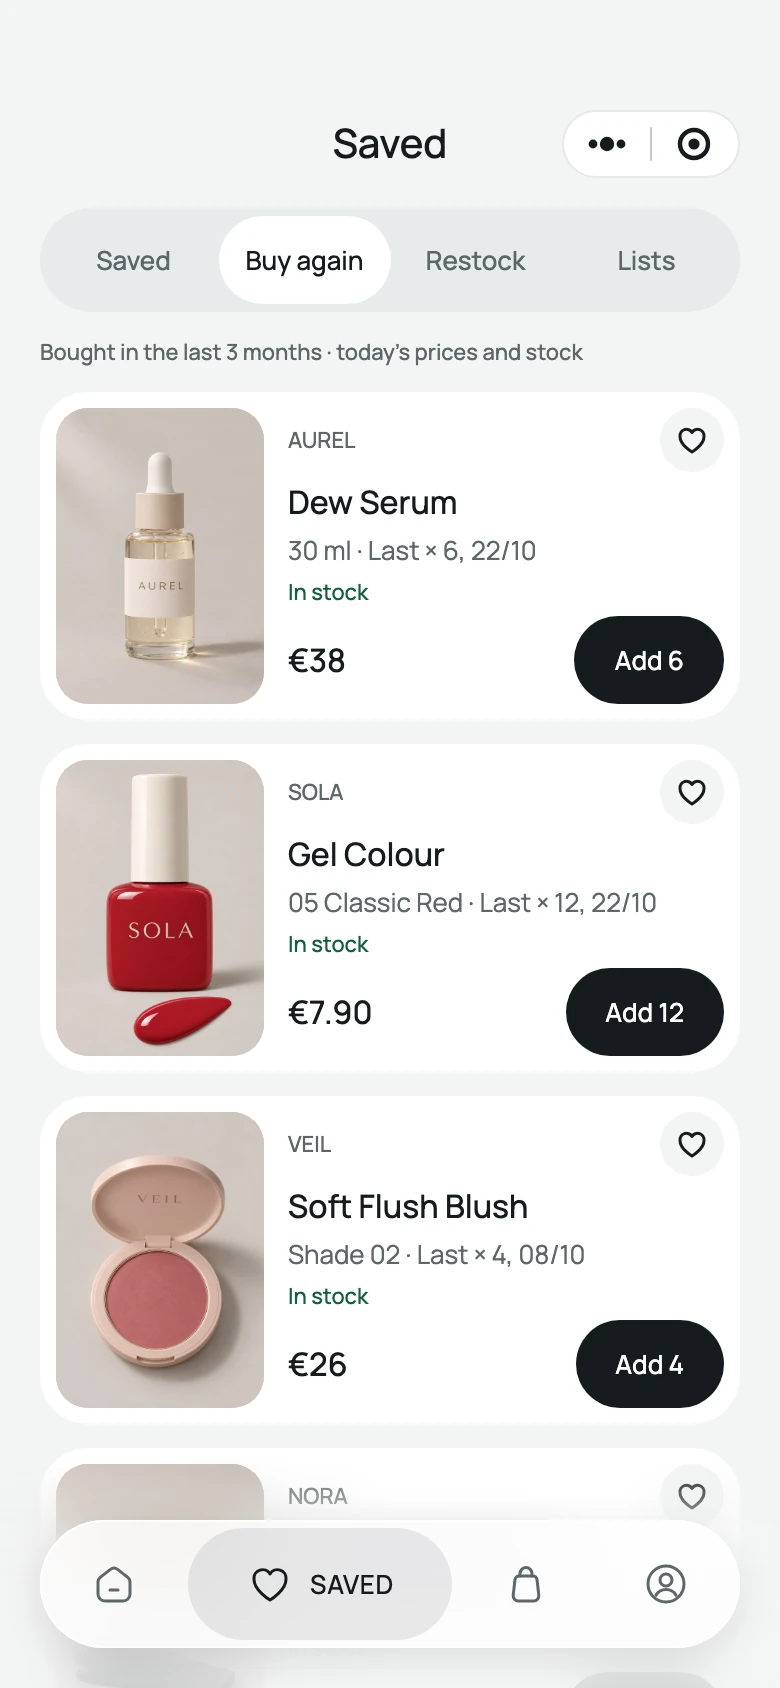 Saved
Saved
Buy again
Restock
Lists
Bought in the last 3 months · today's prices and stock
AUREL
AUREL
Dew Serum
30 ml · Last × 6, 22/10
In stock
€38
Add 6
SOLA
SOLA
Gel Colour
05 Classic Red · Last × 12, 22/10
In stock
€7.90
Add 12
VEIL
VEIL
Soft Flush Blush
Shade 02 · Last × 4, 08/10
In stock
€26
Add 4
NORA
SAVED